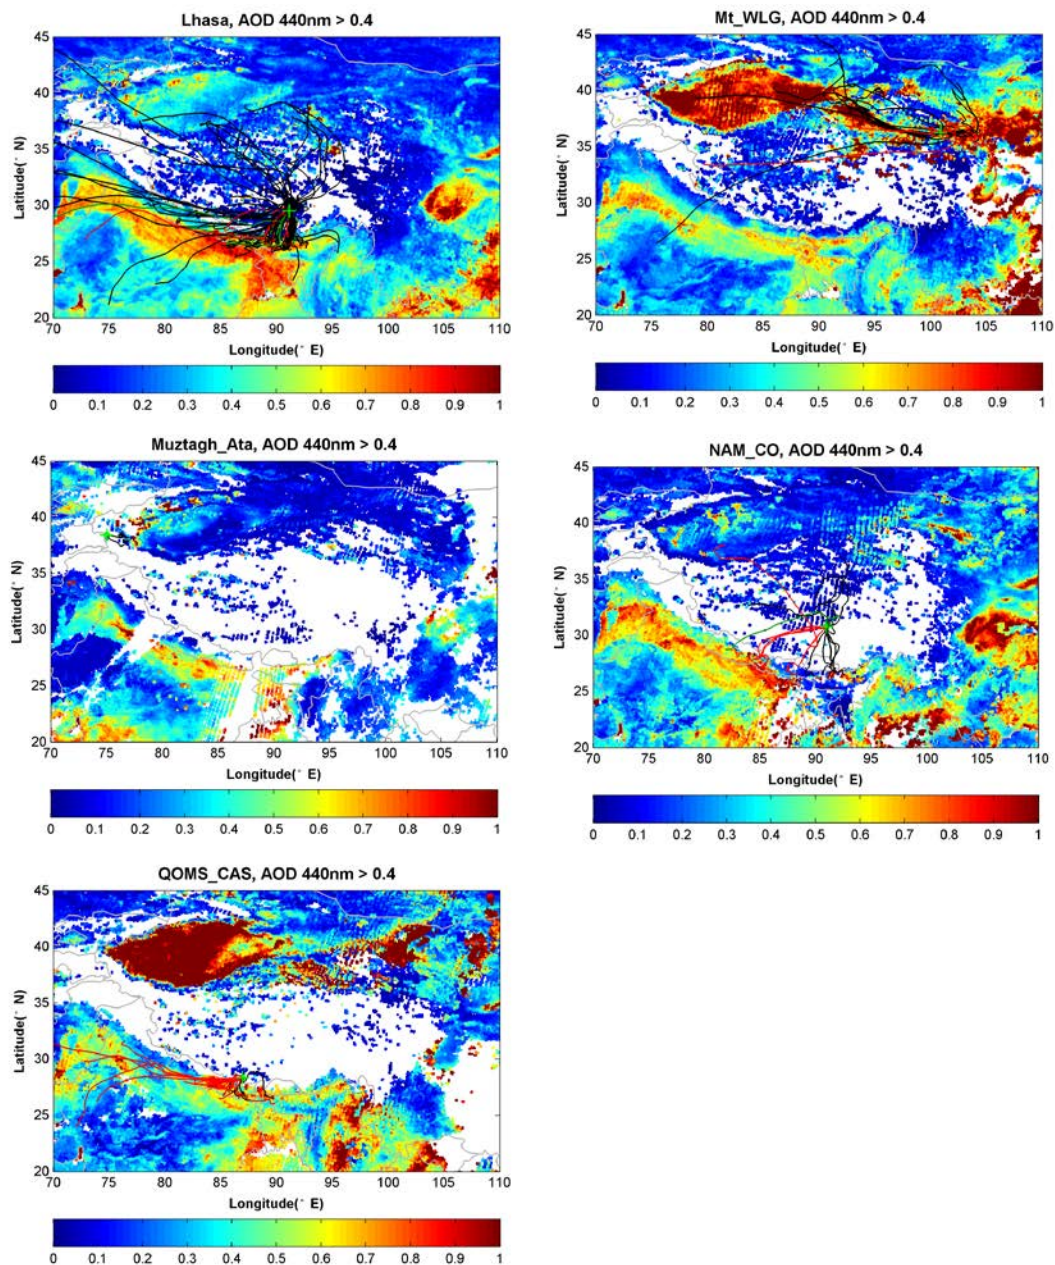 Lhasa, AOD 440nm > 0.4
45
40
35
30
25
20
Latitude(° N)
70 75 80 85 90 95 100 105 110
Longitude(° E)
0 0.1 0.2 0.3 0.4 0.5 0.6 0.7 0.8 0.9 1
Mt_WLG, AOD 440nm > 0.4
45
40
35
30
25
20
Latitude(° N)
70 75 80 85 90 95 100 105 110
Longitude(° E)
0 0.1 0.2 0.3 0.4 0.5 0.6 0.7 0.8 0.9 1
Muztagh_Ata, AOD 440nm > 0.4
45
40
35
30
25
20
Latitude(° N)
70 75 80 85 90 95 100 105 110
Longitude(° E)
0 0.1 0.2 0.3 0.4 0.5 0.6 0.7 0.8 0.9 1
NAM_CO, AOD 440nm > 0.4
45
40
35
30
25
20
Latitude(° N)
70 75 80 85 90 95 100 105 110
Longitude(° E)
0 0.1 0.2 0.3 0.4 0.5 0.6 0.7 0.8 0.9 1
QOMS_CAS, AOD 440nm > 0.4
45
40
35
30
25
20
Latitude(° N)
70 75 80 85 90 95 100 105 110
Longitude(° E)
0 0.1 0.2 0.3 0.4 0.5 0.6 0.7 0.8 0.9 1